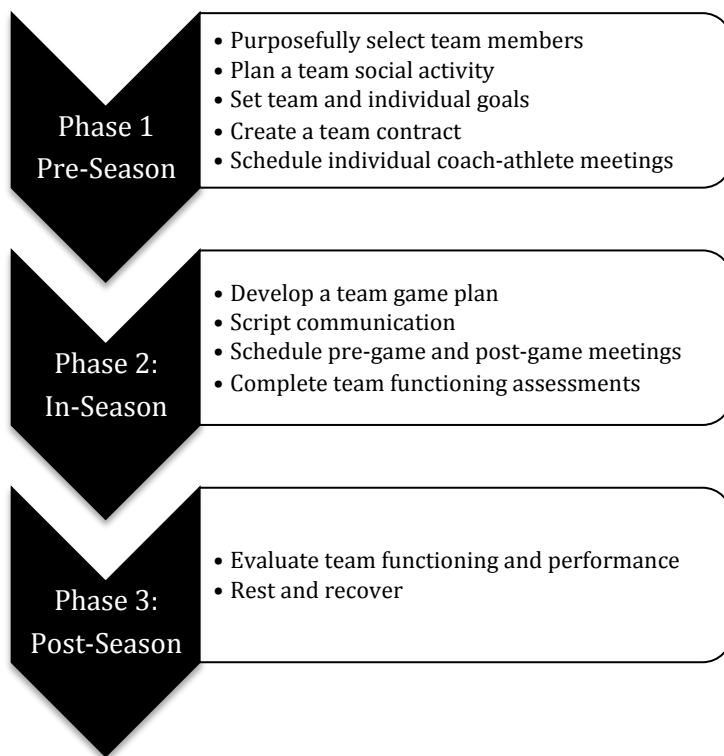 Phase 1
Pre-Season
• Purposefully select team members
• Plan a team social activity
• Set team and individual goals
• Create a team contract
• Schedule individual coach-athlete meetings
Phase 2:
In-Season
• Develop a team game plan
• Script communication
• Schedule pre-game and post-game meetings
• Complete team functioning assessments
Phase 3:
Post-Season
• Evaluate team functioning and performance
• Rest and recover